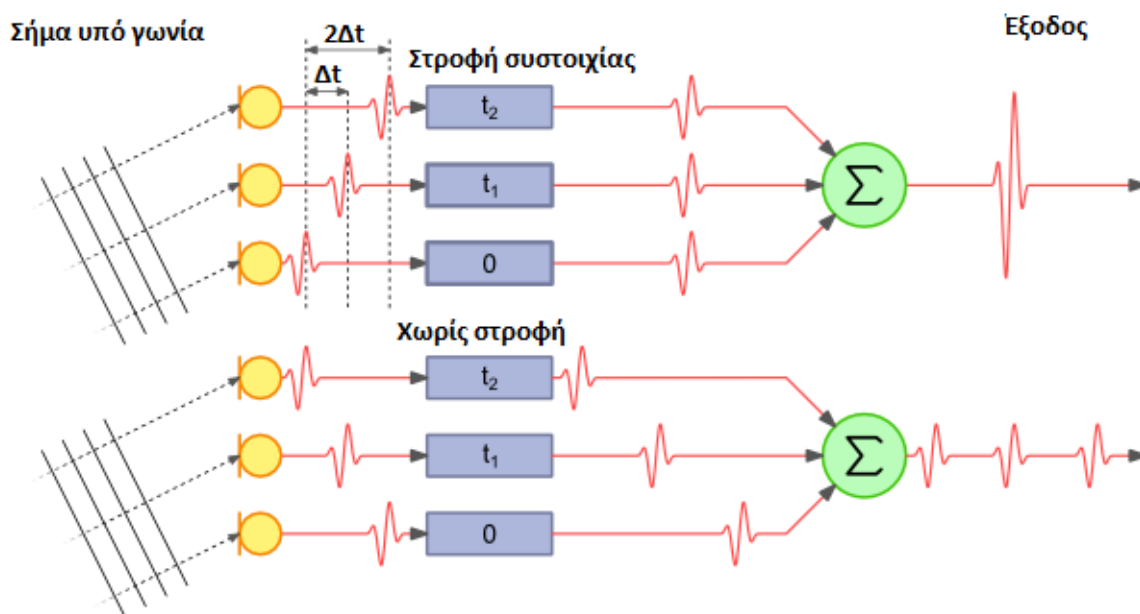 Σήμα υπό γωνία
2Δt
Έξοδος
Στροφή συστοιχίας
Δt
t₂
t₁
Σ
0
Χωρίς στροφή
t₂
t₁
Σ
0